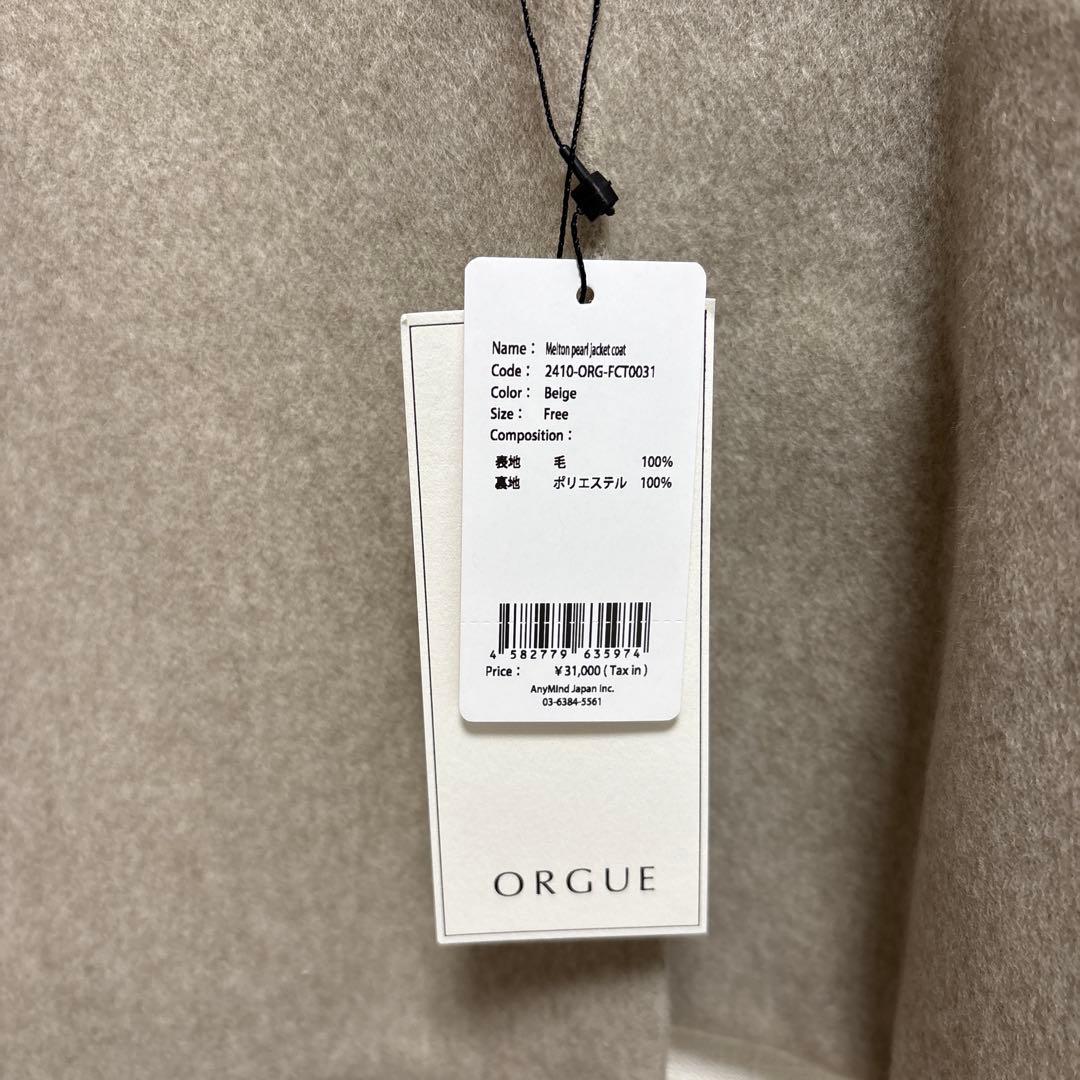 Name： Melton pearl jacket coat
Code： 2410-ORG-FCT0031
Color： Beige
Size： Free
Composition：
表地 毛 100%
裏地 ポリエステル 100%
4 582779 635974
Price： ¥31,000 ( Tax in )
AnyMind Japan Inc.
03-6384-5561
ORGUE